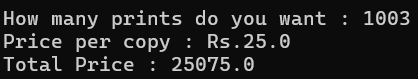 How many prints do you want : 1003
Price per copy : Rs.25.0
Total Price : 25075.0